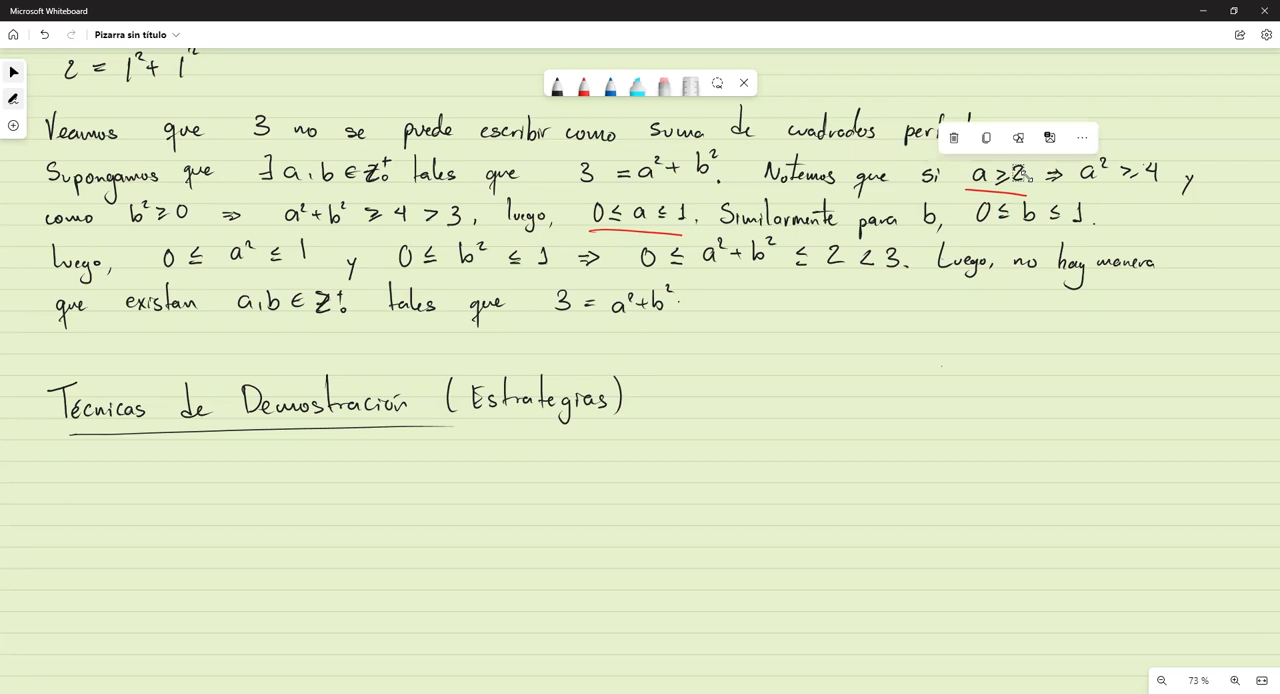 Microsoft Whiteboard
Pizarra sin título
2 = 1² + 1²
Veamos que 3 no se puede escribir como suma de cuadrados
Supongamos que ∃ a, b ∈ Z₀⁺ tales que 3 = a² + b². Notemos que si a ≥ 2 ⇒ a² ≥ 4 y
como b² ≥ 0 ⇒ a² + b² ≥ 4 > 3, luego, 0 ≤ a ≤ 1. Similarmente para b, 0 ≤ b ≤ 1.
luego, 0 ≤ a² ≤ 1 y 0 ≤ b² ≤ 1 ⇒ 0 ≤ a² + b² ≤ 2 < 3. Luego, no hay manera
que existan a, b ∈ Z₀⁺ tales que 3 = a² + b².
Técnicas de Demostración (Estrategias)
73 %